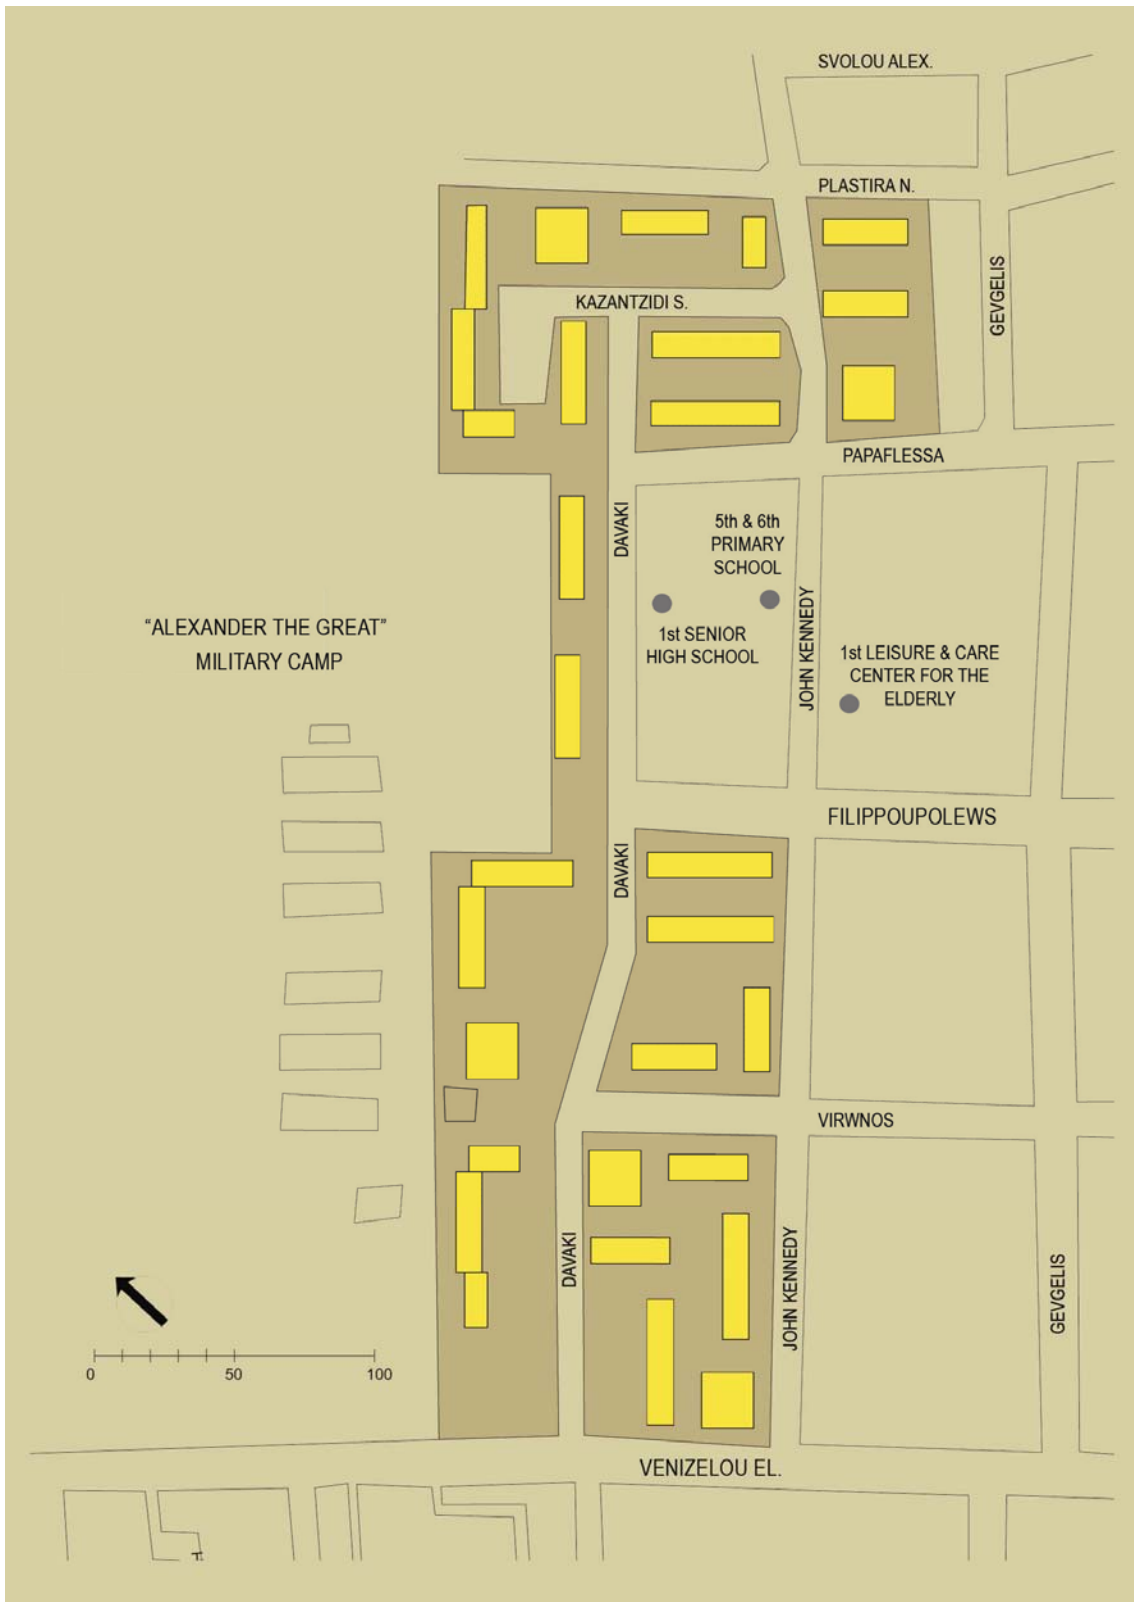 SVOLOU ALEX.
PLASTIRA N.
GEVGELIS
KAZANTZIDI S.
PAPAFLESSA
DAVAKI
5th & 6th
PRIMARY
SCHOOL
1st SENIOR
HIGH SCHOOL
JOHN KENNEDY
1st LEISURE & CARE
CENTER FOR THE
ELDERLY
“ALEXANDER THE GREAT”
MILITARY CAMP
FILIPPOUPOLEWS
DAVAKI
VIRWNOS
DAVAKI
JOHN KENNEDY
GEVGELIS
0
50
100
VENIZELOU EL.